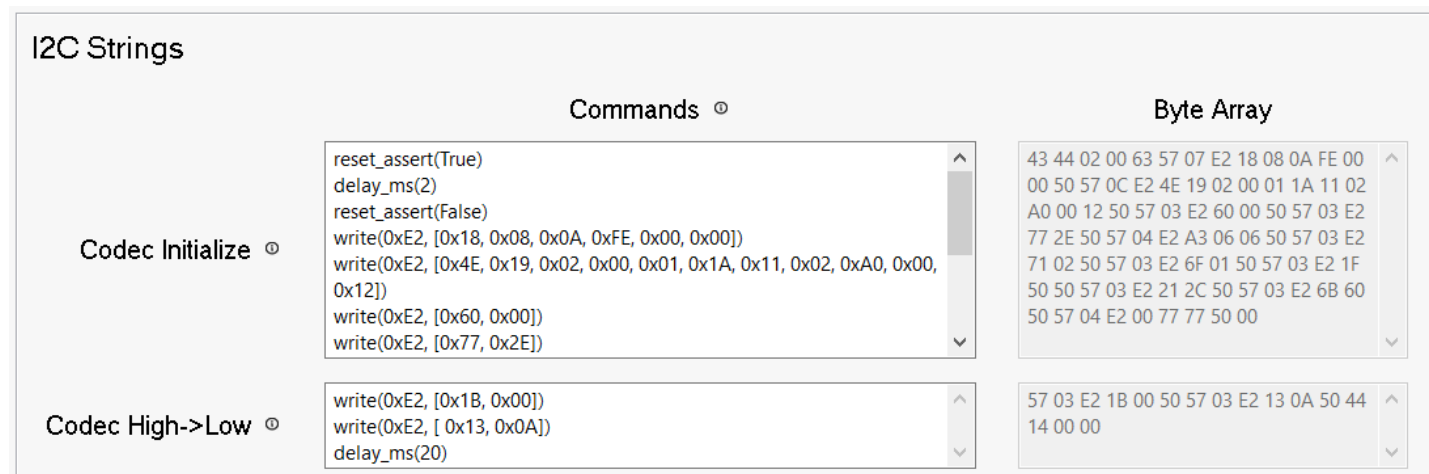 I2C Strings
Commands
Byte Array
Codec Initialize
reset_assert(True)
delay_ms(2)
reset_assert(False)
write(0xE2, [0x18, 0x08, 0x0A, 0xFE, 0x00, 0x00])
write(0xE2, [0x4E, 0x19, 0x02, 0x00, 0x01, 0x1A, 0x11, 0x02, 0xA0, 0x00,
0x12])
write(0xE2, [0x60, 0x00])
write(0xE2, [0x77, 0x2E])
43 44 02 00 63 57 07 E2 18 08 0A FE 00
00 50 57 0C E2 4E 19 02 00 01 1A 11 02
A0 00 12 50 57 03 E2 60 00 50 57 03 E2
77 2E 50 57 04 E2 A3 06 06 50 57 03 E2
71 02 50 57 03 E2 6F 01 50 57 03 E2 1F
50 50 57 03 E2 21 2C 50 57 03 E2 6B 60
50 57 04 E2 00 77 77 50 00
Codec High->Low
write(0xE2, [0x1B, 0x00])
write(0xE2, [ 0x13, 0x0A])
delay_ms(20)
57 03 E2 1B 00 50 57 03 E2 13 0A 50 44
14 00 00